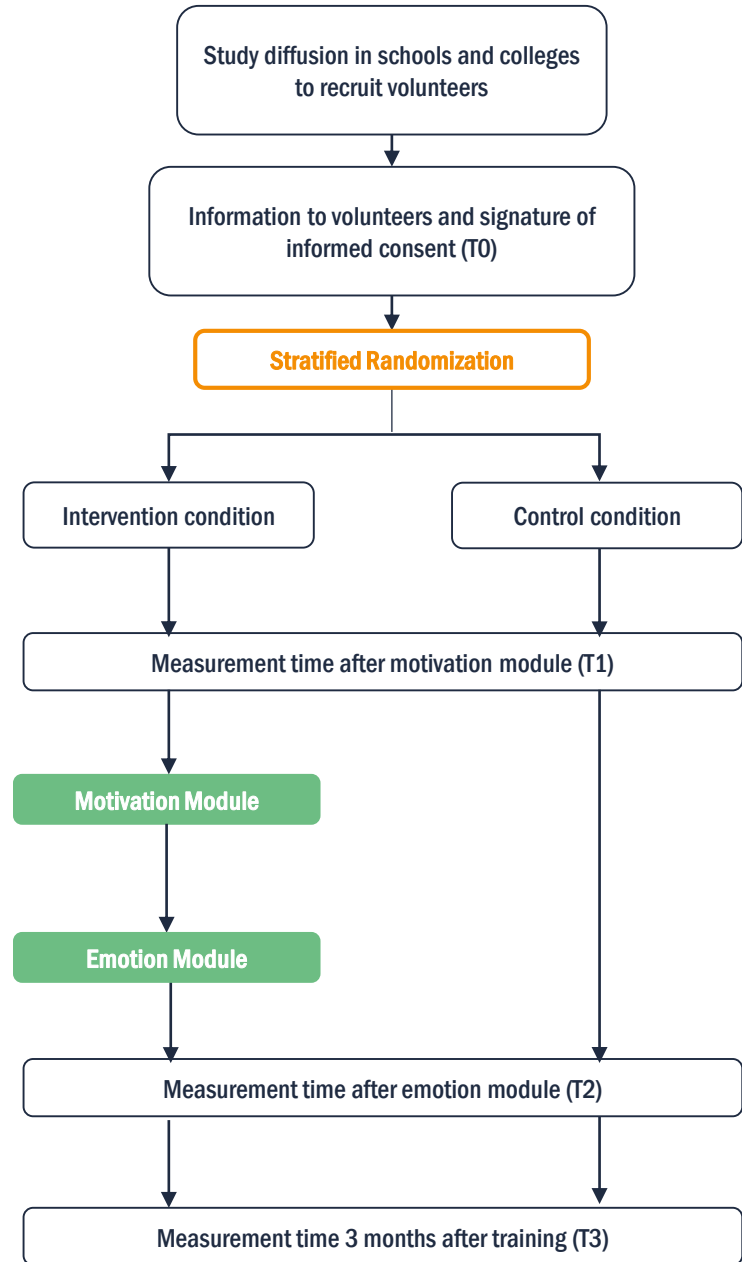 Study diffusion in schools and colleges
to recruit volunteers
Information to volunteers and signature of
informed consent (T0)
Stratified Randomization
Intervention condition
Control condition
Measurement time after motivation module (T1)
Motivation Module
Emotion Module
Measurement time after emotion module (T2)
Measurement time 3 months after training (T3)